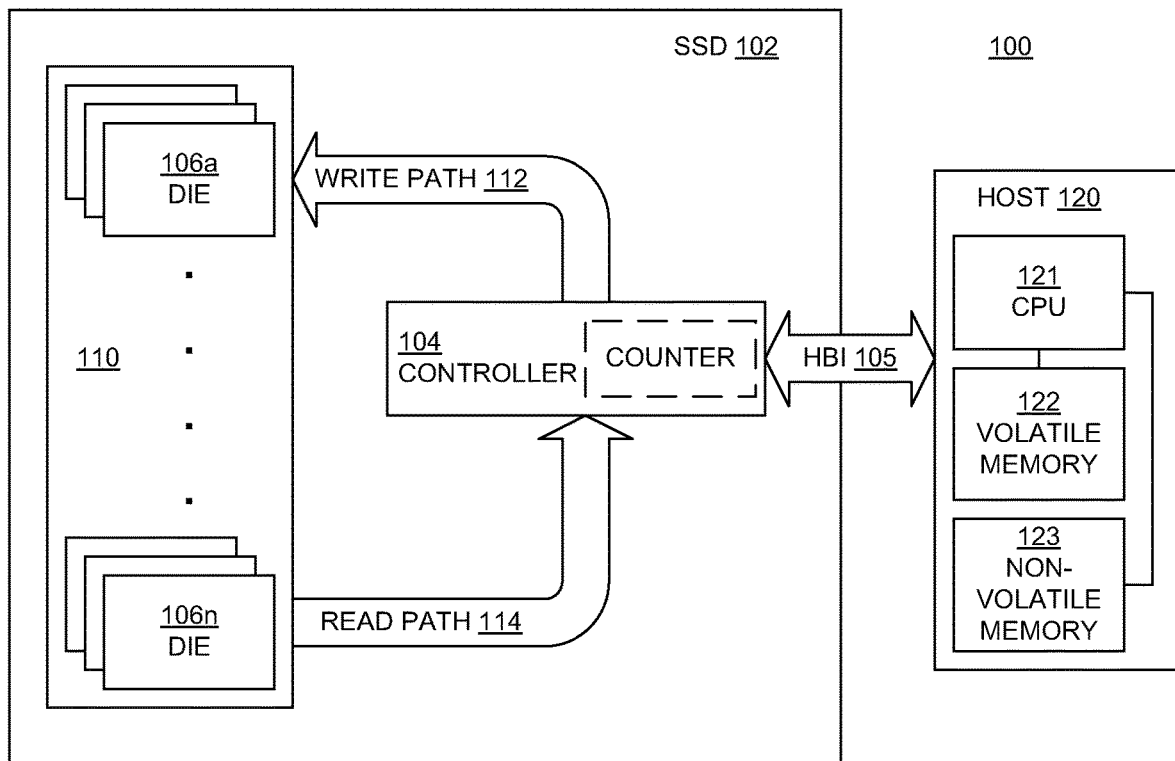 SSD 102
100
106a
DIE
WRITE PATH 112
HOST 120
121
CPU
110
104
CONTROLLER
COUNTER
HBI 105
122
VOLATILE
MEMORY
123
NON-
VOLATILE
MEMORY
106n
DIE
READ PATH 114